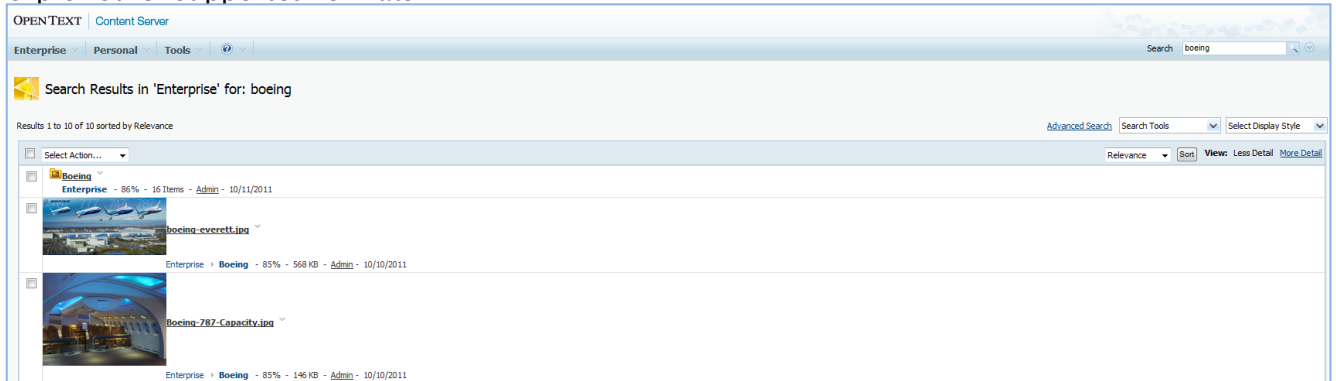 OPENTEXT | Content Server
Enterprise Personal Tools Search boeing
Search Results in 'Enterprise' for: boeing
Results 1 to 10 of 10 sorted by Relevance Advanced Search Search Tools Select Display Style
Select Action... Relevance Sort View: Less Detail More Detail
Boeing
Enterprise - 86% - 16 Items - Admin - 10/11/2011
boeing-everett.jpg
Enterprise › Boeing - 85% - 568 KB - Admin - 10/10/2011
Boeing-787-Capacity.jpg
Enterprise › Boeing - 85% - 146 KB - Admin - 10/10/2011